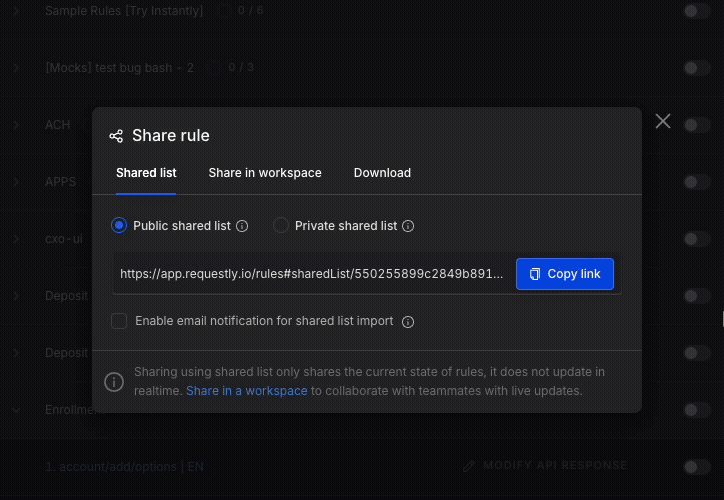 Sample Rules [Try Instantly] 0 / 6
[Mocks] test bug bash - 2 0 / 3
ACH
Share rule
Shared list Share in workspace Download
APPS
Public shared list Private shared list
cxo-ui
https://app.requestly.io/rules#sharedList/550255899c2849b891... Copy link
Deposit
Enable email notification for shared list import
Deposit
Sharing using shared list only shares the current state of rules, it does not update in
realtime. Share in a workspace to collaborate with teammates with live updates.
Enrollmen
1. account/add/options | EN MODIFY API RESPONSE